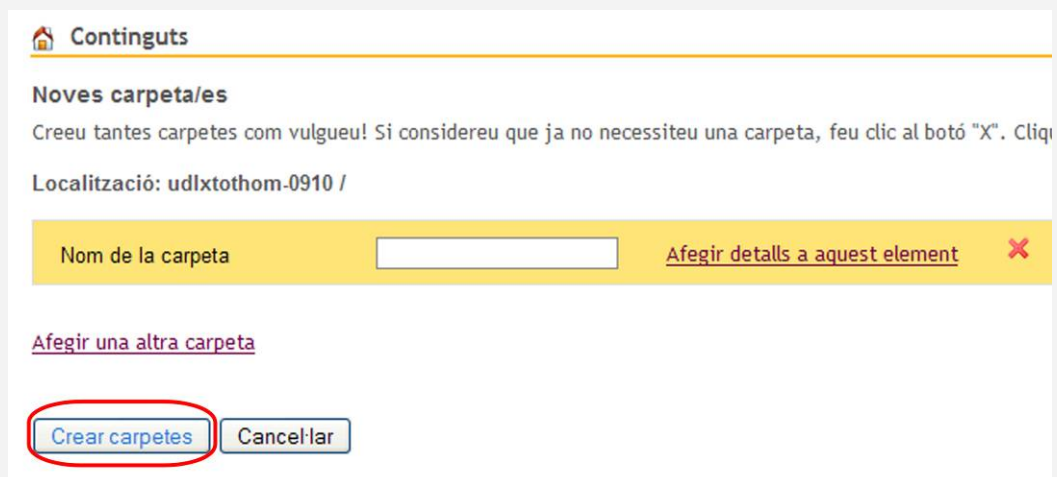 Continguts
Noves carpeta/es
Creeu tantes carpetes com vulgueu! Si considereu que ja no necessiteu una carpeta, feu clic al botó "X".
Localització: udlxtothom-0910 /
Nom de la carpeta Afegir detalls a aquest element
Afegir una altra carpeta
Crear carpetes Cancel·lar